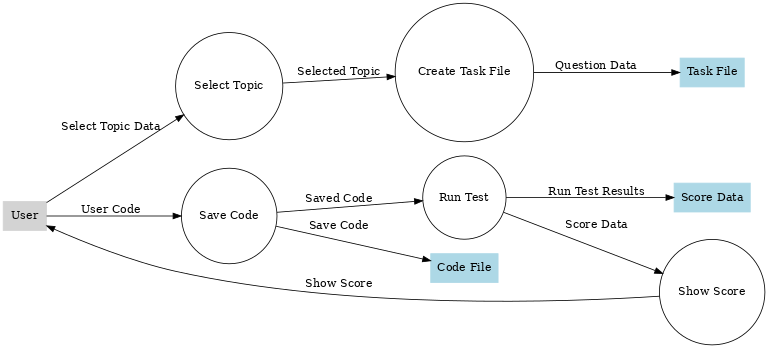 Select Topic
Selected Topic
Create Task File
Question Data
Task File
Select Topic Data
User
User Code
Save Code
Saved Code
Save Code
Run Test
Run Test Results
Score Data
Score Data
Code File
Show Score
Show Score